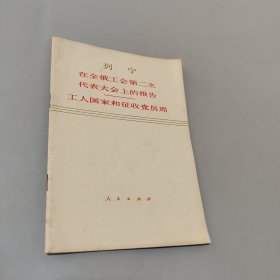 列宁
在全俄工会第二次
代表大会上的报告
工人国家和征收党员周
人民出版社